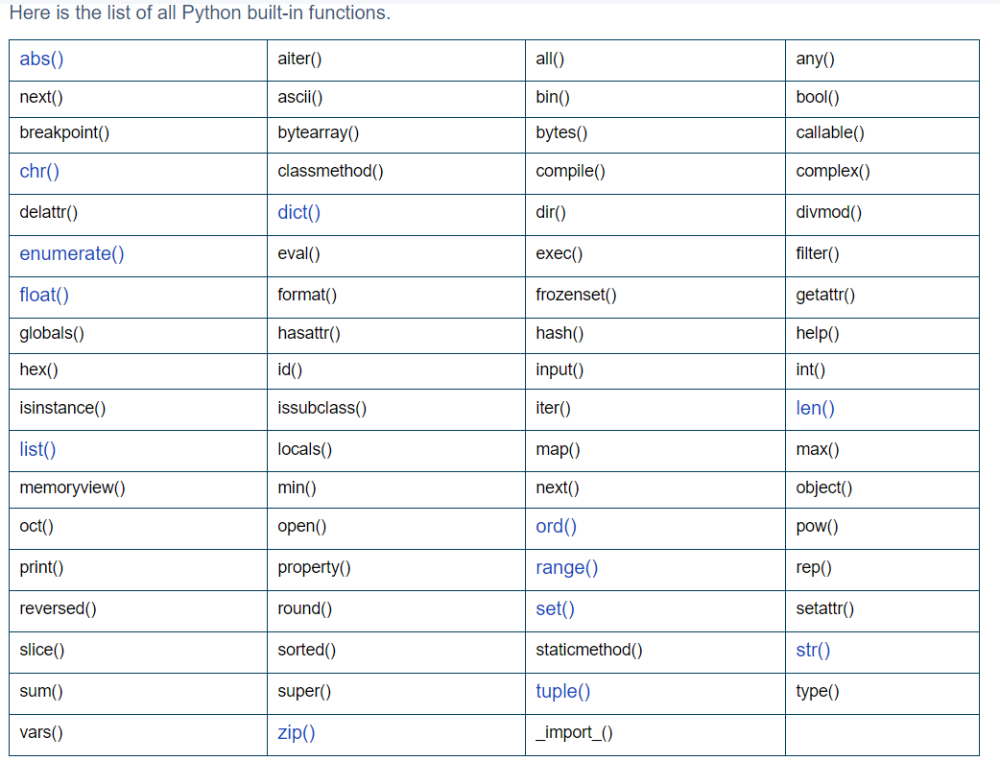 Here is the list of all Python built-in functions.
abs() aiter() all() any()
next() ascii() bin() bool()
breakpoint() bytearray() bytes() callable()
chr() classmethod() compile() complex()
delattr() dict() dir() divmod()
enumerate() eval() exec() filter()
float() format() frozenset() getattr()
globals() hasattr() hash() help()
hex() id() input() int()
isinstance() issubclass() iter() len()
list() locals() map() max()
memoryview() min() next() object()
oct() open() ord() pow()
print() property() range() rep()
reversed() round() set() setattr()
slice() sorted() staticmethod() str()
sum() super() tuple() type()
vars() zip() _import_()